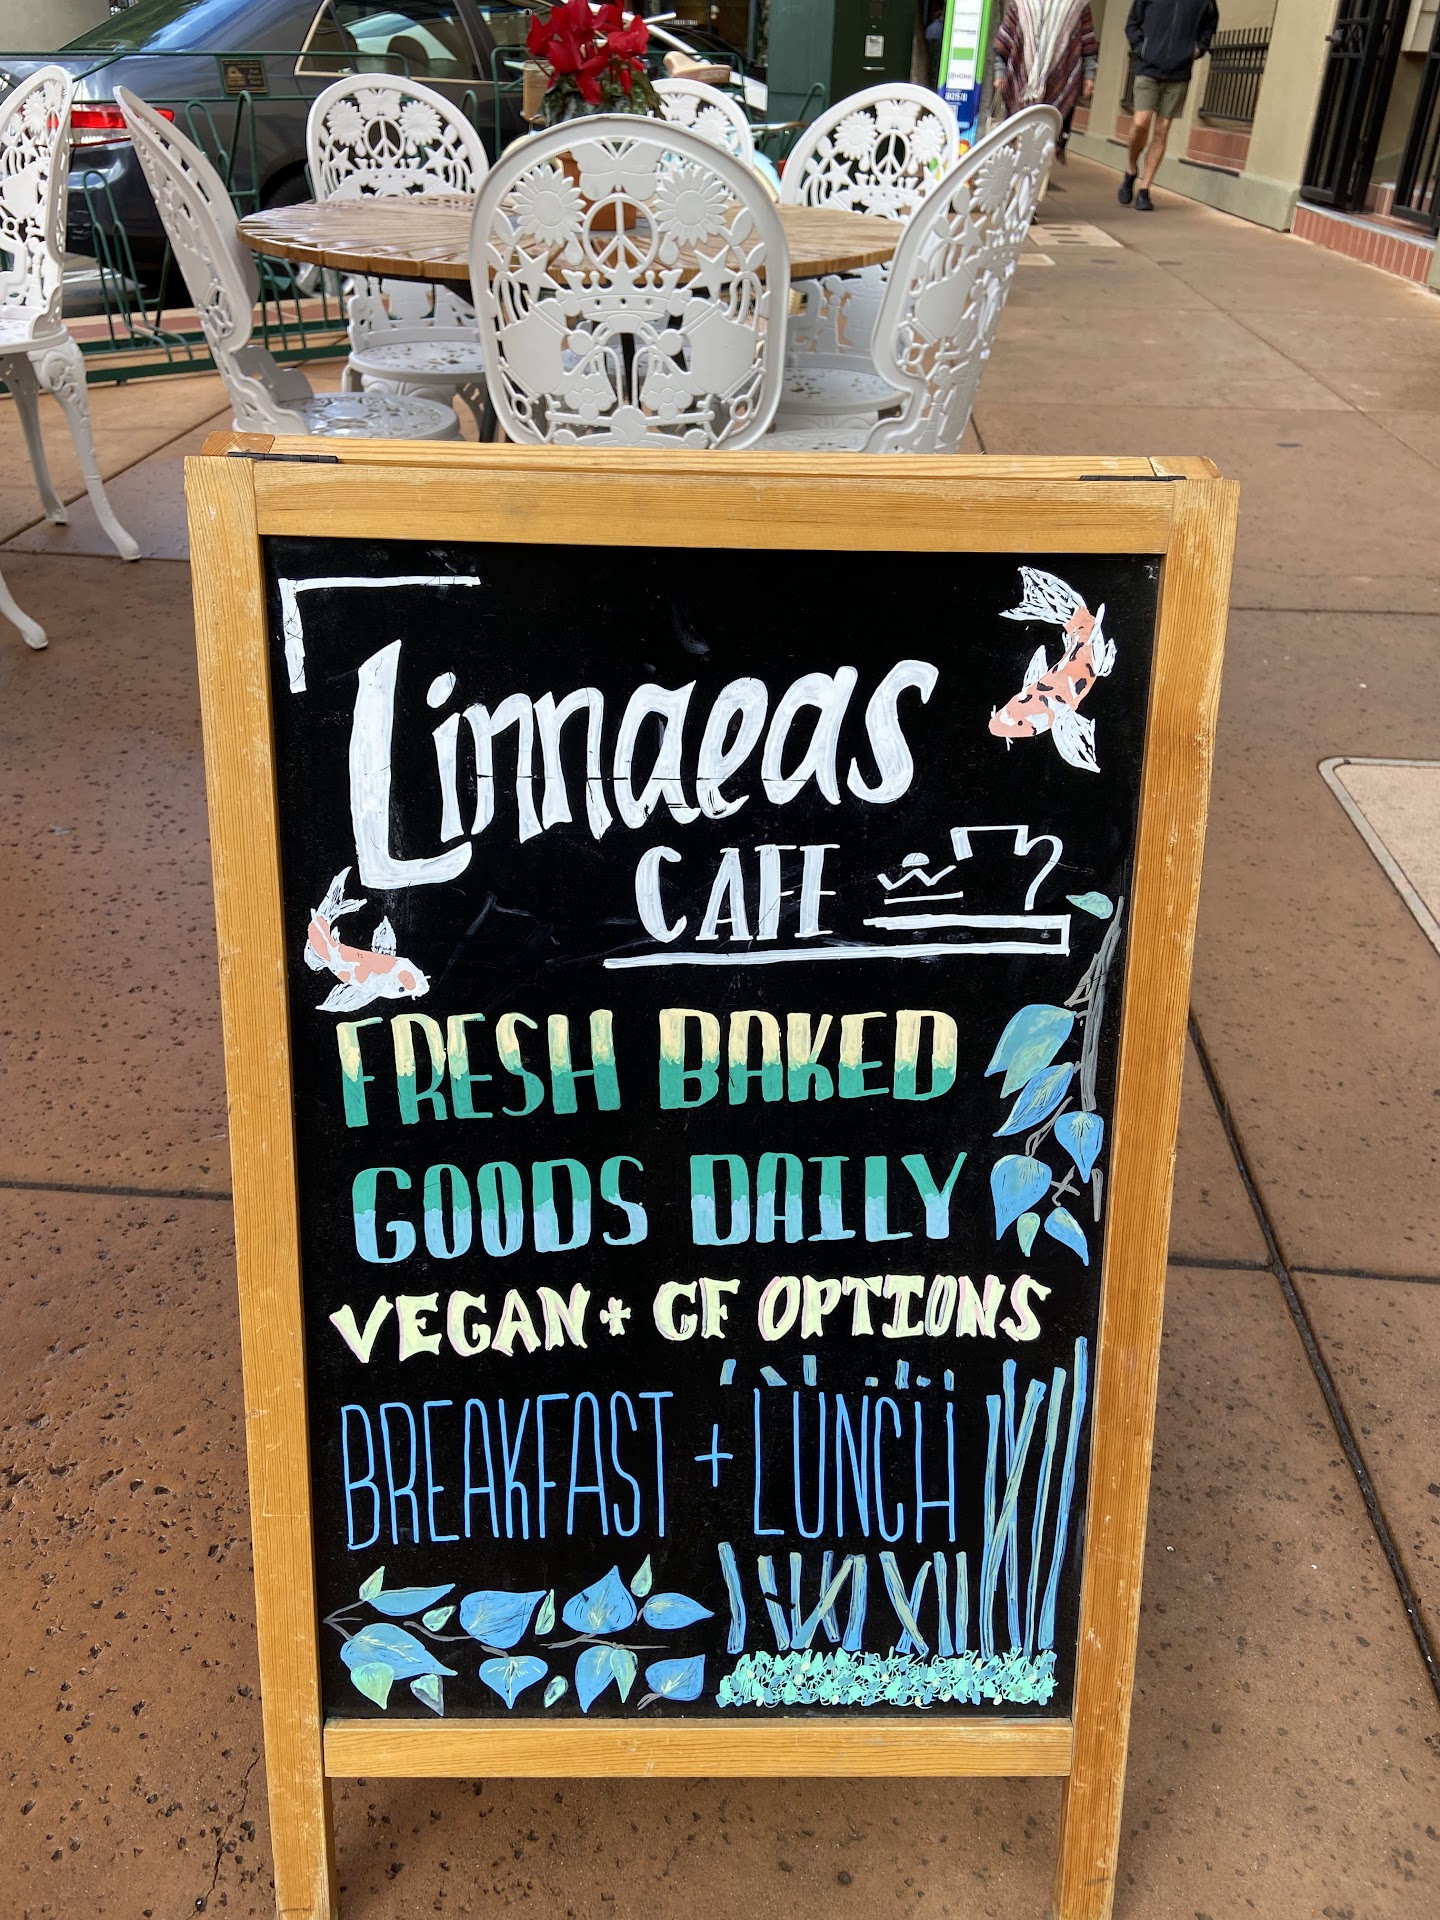 Linnaeas
CAFE
FRESH BAKED
GOODS DAILY
VEGAN + GF OPTIONS
BREAKFAST + LUNCH